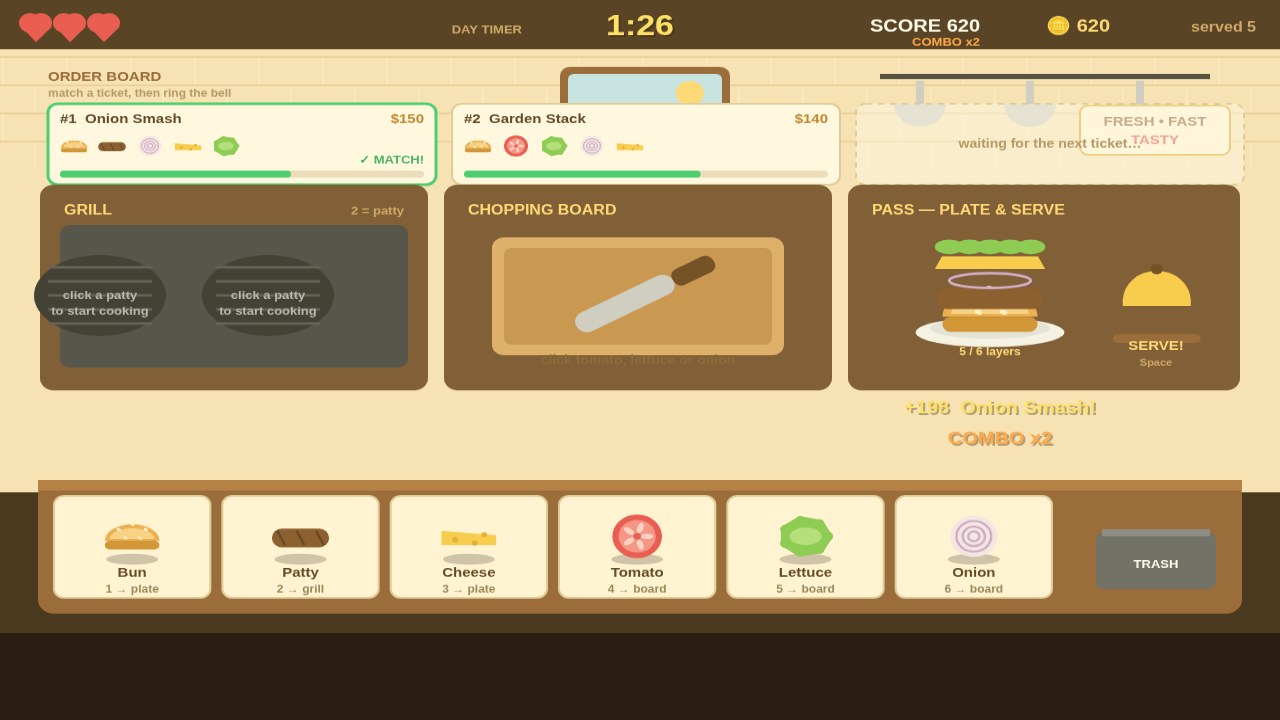 DAY TIMER
1:26
SCORE 620
COMBO x2
620
served 5
ORDER BOARD
match a ticket, then ring the bell
#1 Onion Smash
$150
✓ MATCH!
#2 Garden Stack
$140
FRESH • FAST
TASTY
waiting for the next ticket…
GRILL
2 = patty
click a patty
to start cooking
click a patty
to start cooking
CHOPPING BOARD
click tomato, lettuce or onion
PASS — PLATE & SERVE
5 / 6 layers
SERVE!
Space
+198 Onion Smash!
COMBO x2
Bun
1 → plate
Patty
2 → grill
Cheese
3 → plate
Tomato
4 → board
Lettuce
5 → board
Onion
6 → board
TRASH